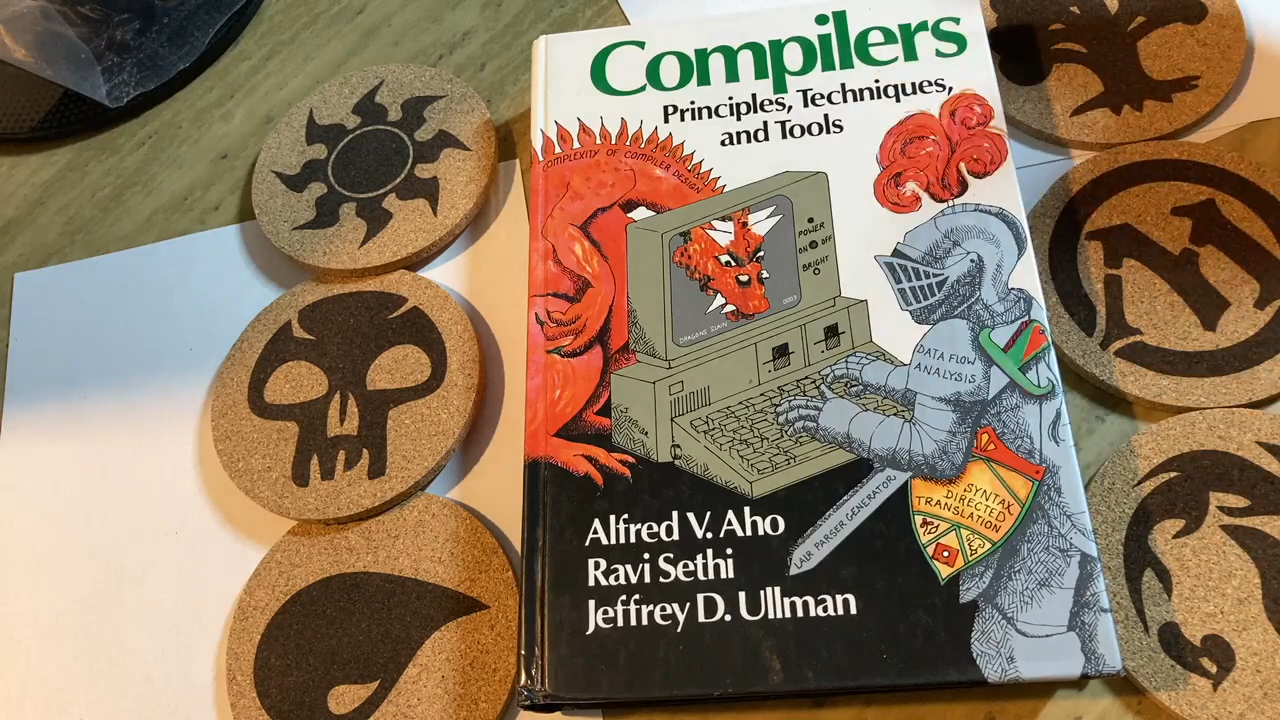 Compilers
Principles, Techniques,
and Tools
COMPLEXITY OF COMPILER DESIGN
POWER
ON OFF
BRIGHT
DRAGONS SLAIN
0003
DATA FLOW
ANALYSIS
SYNTAX
DIRECTED
TRANSLATION
LALR PARSER GENERATOR
Alfred V. Aho
Ravi Sethi
Jeffrey D. Ullman
M